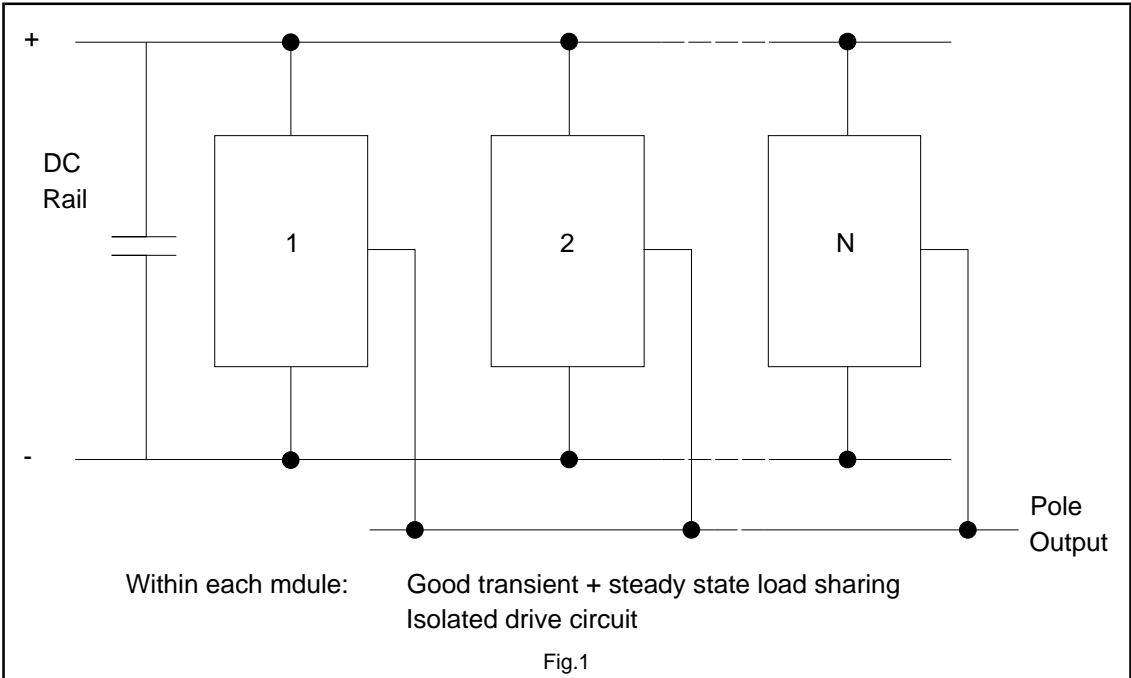 +
DC
Rail
1
2
N
-
Pole
Output
Within each mdule: Good transient + steady state load sharing
Isolated drive circuit
Fig.1